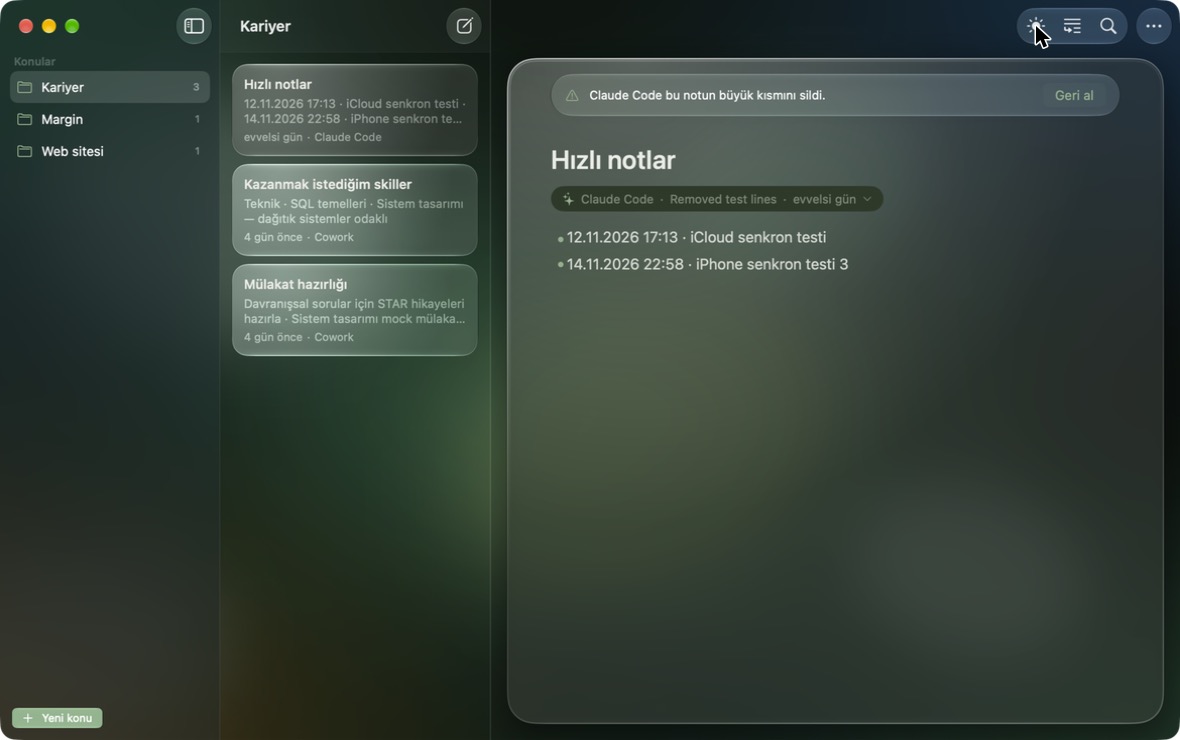 Kariyer
Konular
Kariyer 3
Margin 1
Web sitesi 1
+ Yeni konu
Hızlı notlar
12.11.2026 17:13 · iCloud senkron testi ·
14.11.2026 22:58 · iPhone senkron te...
evvelsi gün · Claude Code
Kazanmak istediğim skiller
Teknik · SQL temelleri · Sistem tasarımı
— dağıtık sistemler odaklı
4 gün önce · Cowork
Mülakat hazırlığı
Davranışsal sorular için STAR hikayeleri
hazırla · Sistem tasarımı mock mülaka...
4 gün önce · Cowork
Claude Code bu notun büyük kısmını sildi. Geri al
Hızlı notlar
Claude Code · Removed test lines · evvelsi gün
• 12.11.2026 17:13 · iCloud senkron testi
• 14.11.2026 22:58 · iPhone senkron testi 3